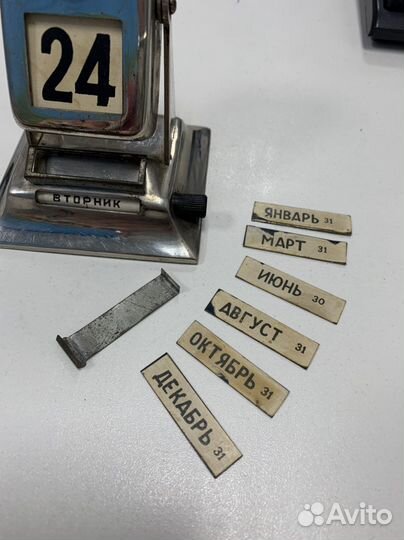 24
ВТОРНИК
ЯНВАРЬ 31
МАРТ 31
ИЮНЬ 30
АВГУСТ 31
ОКТЯБРЬ 31
ДЕКАБРЬ 31
Avito